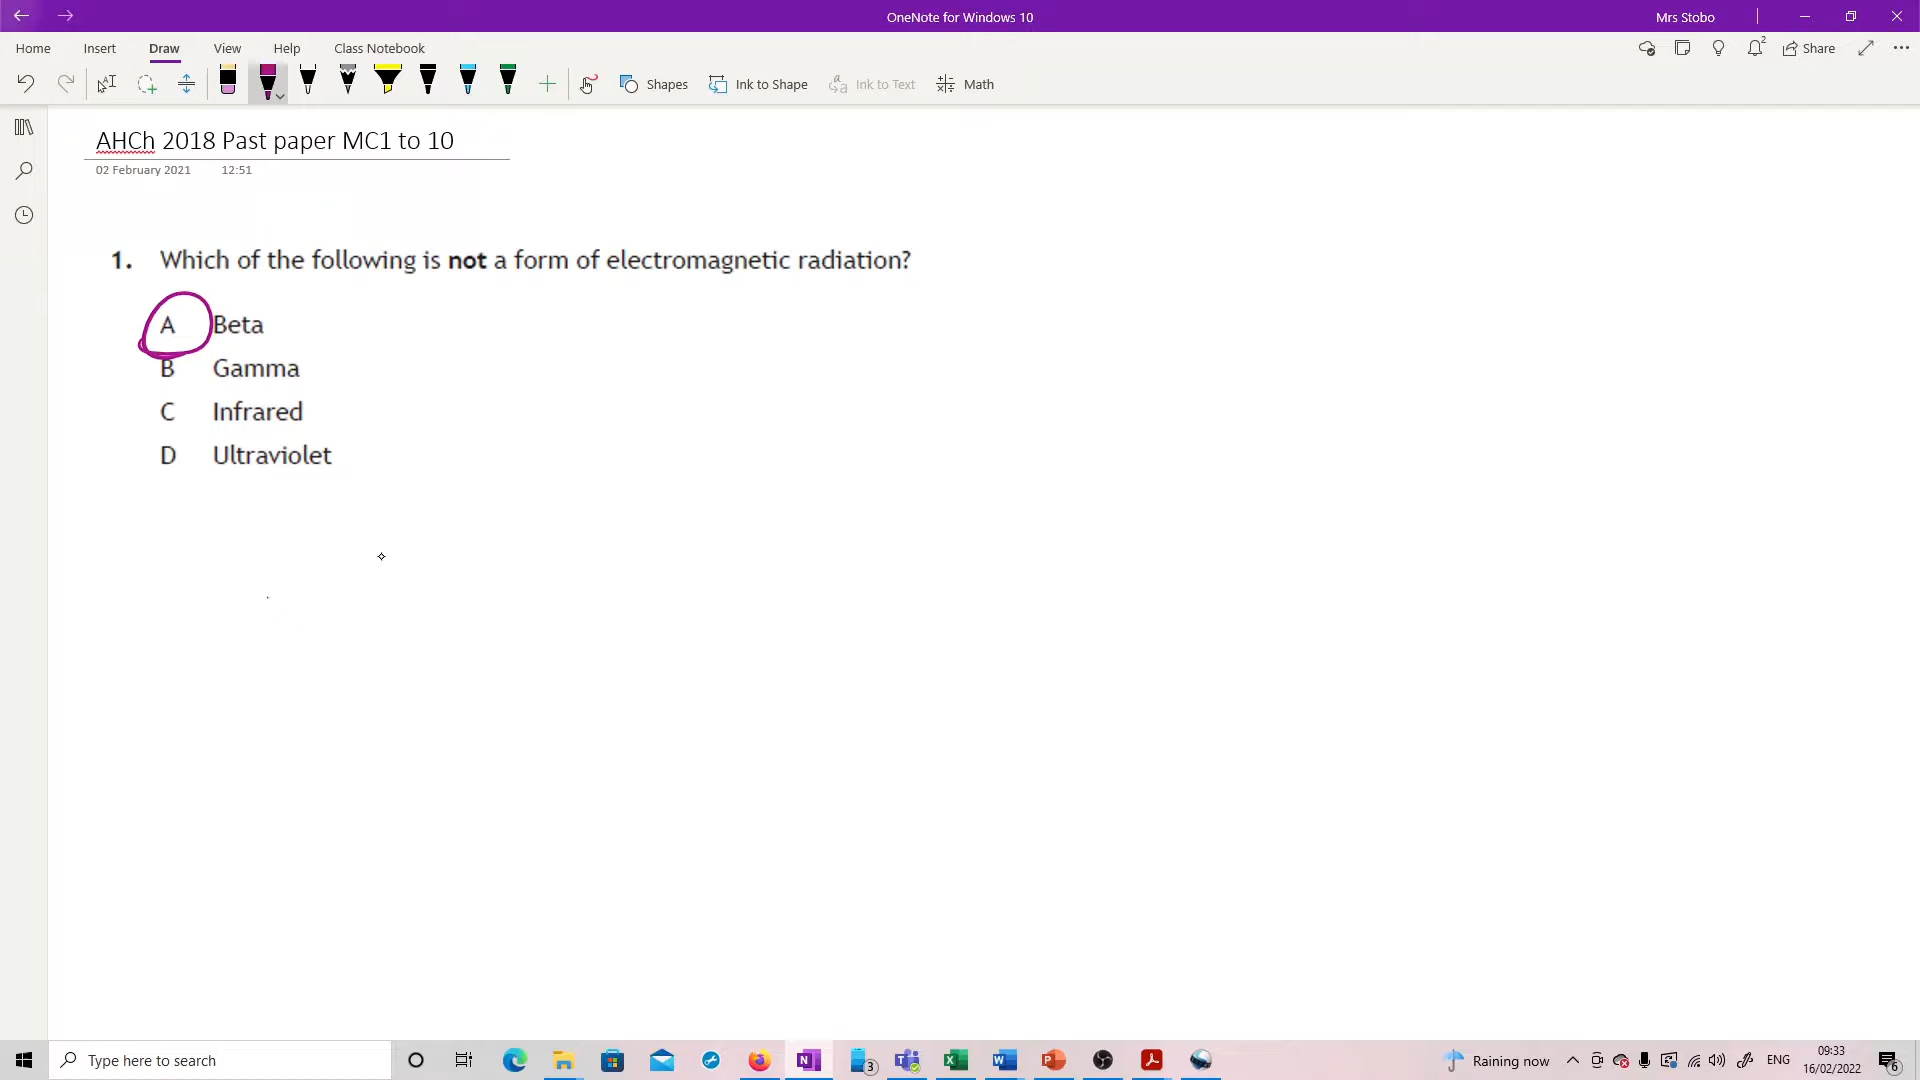 OneNote for Windows 10
Mrs Stobo
Home Insert Draw View Help Class Notebook
2
Share
Shapes
Ink to Shape
Ink to Text
Math
AHCh 2018 Past paper MC1 to 10
02 February 2021 12:51
1. Which of the following is not a form of electromagnetic radiation?
A Beta
B Gamma
C Infrared
D Ultraviolet
Type here to search
3
Raining now
ENG
09:33
16/02/2022
6